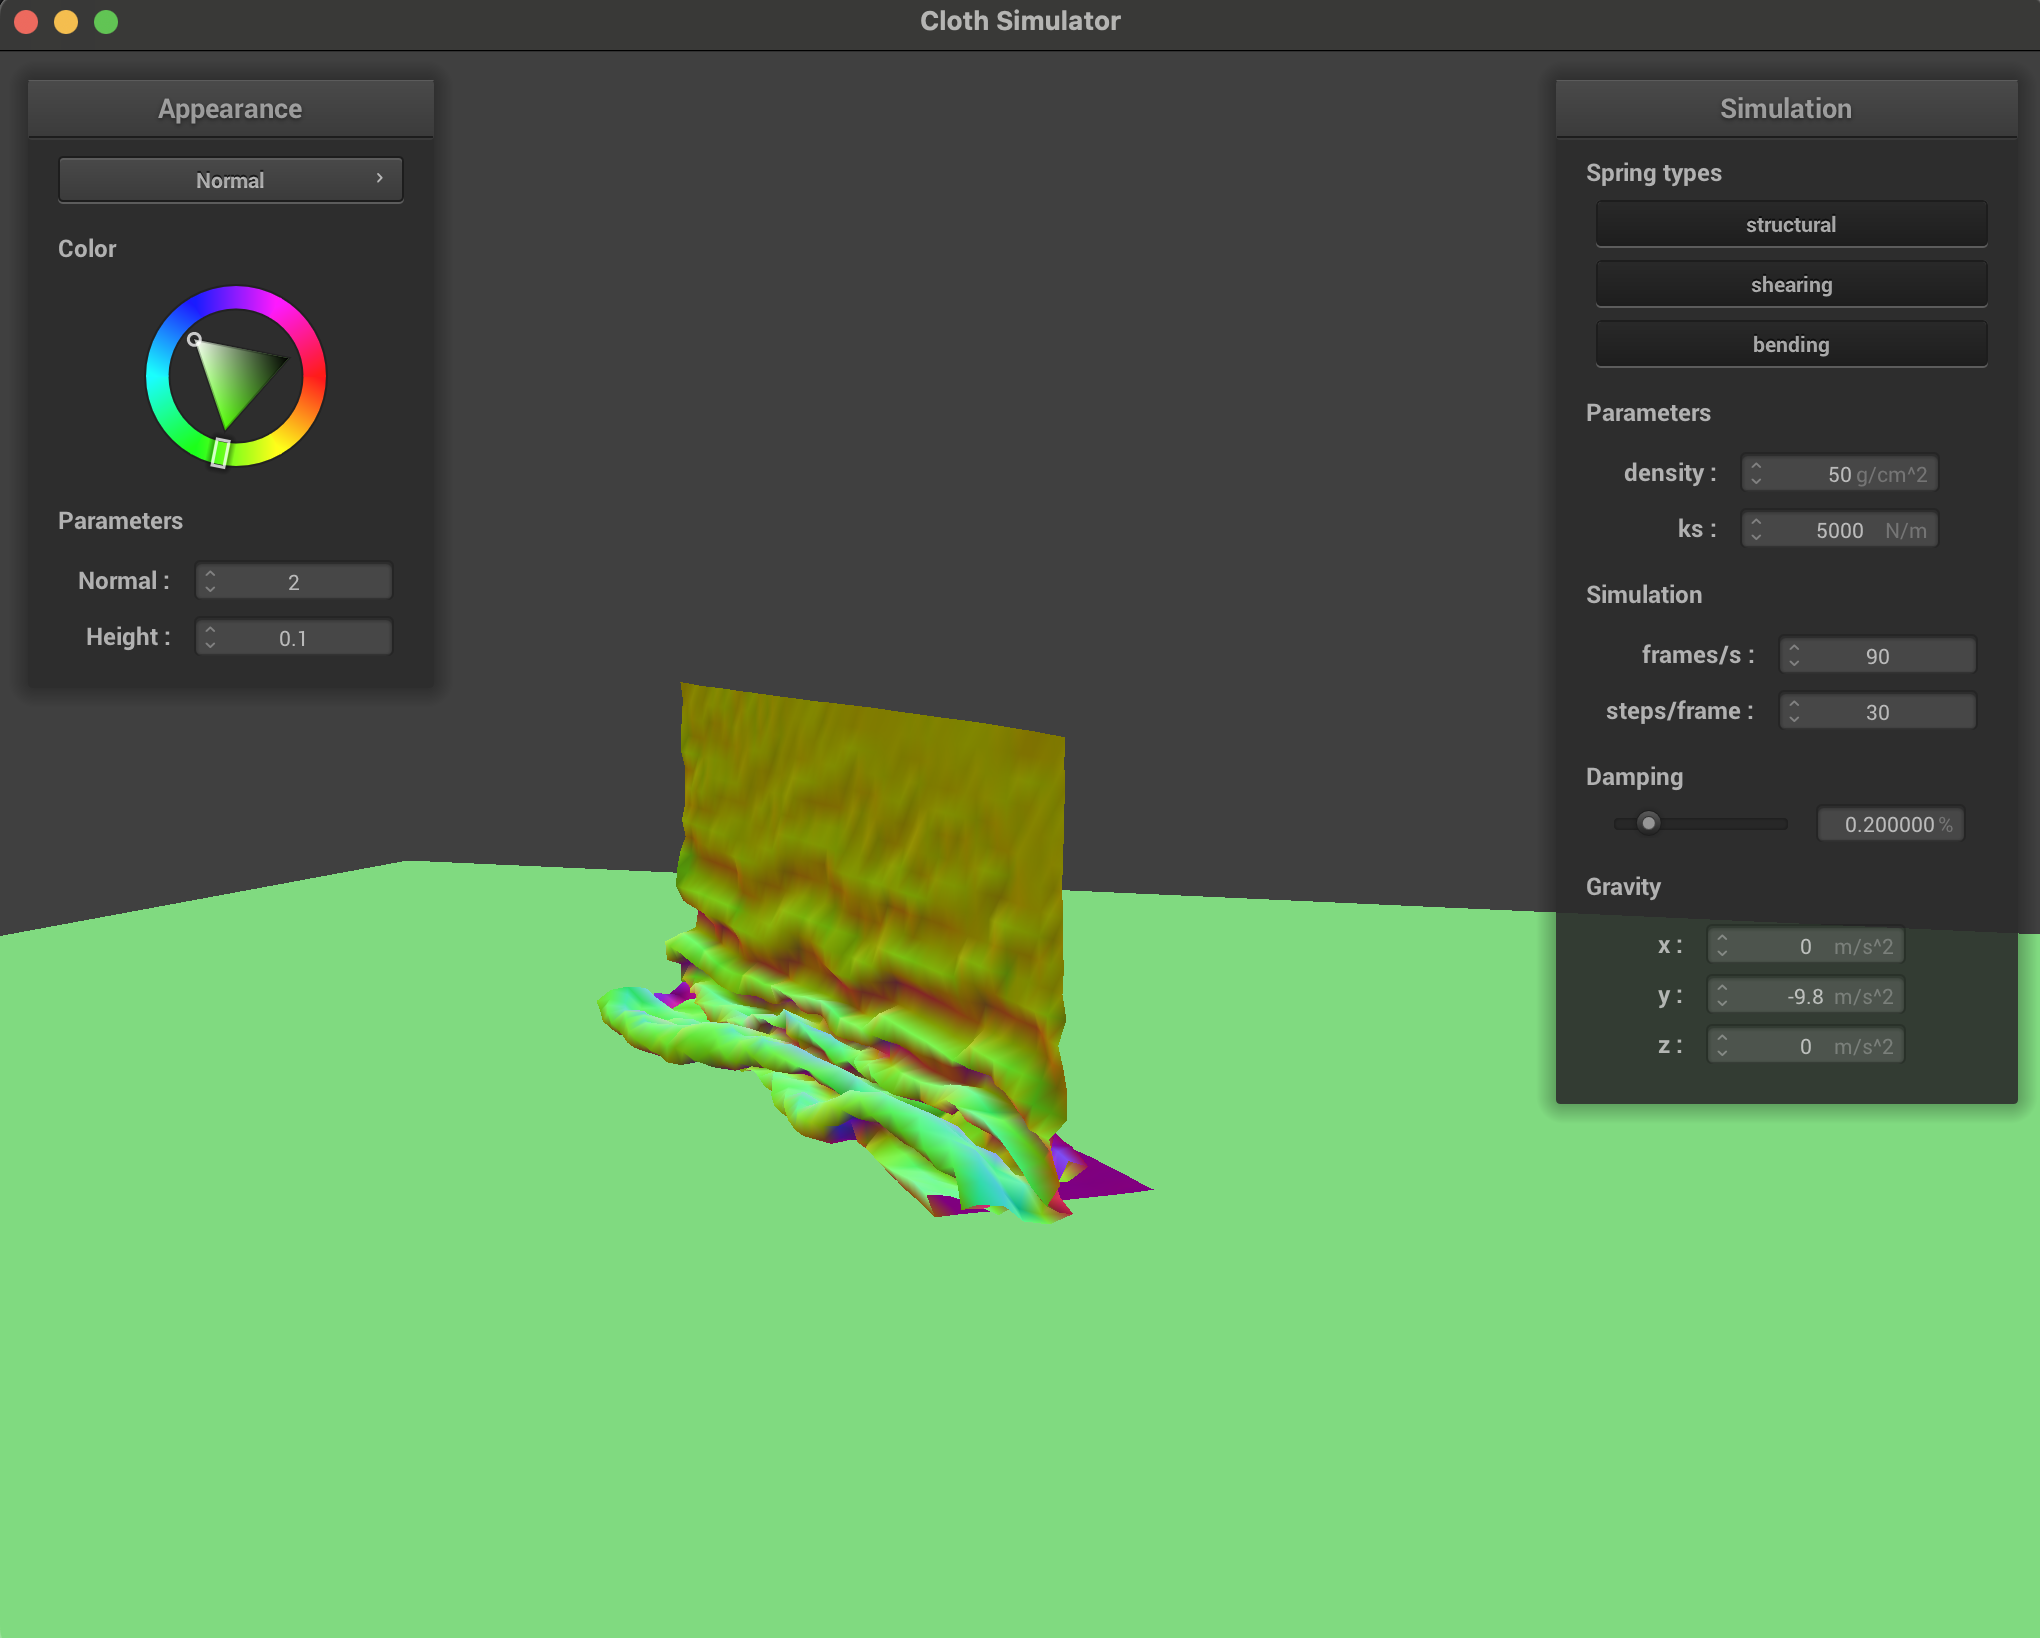 Cloth Simulator
Appearance
Normal
Color
Parameters
Normal : 2
Height : 0.1
Simulation
Spring types
structural
shearing
bending
Parameters
density : 50 g/cm^2
ks : 5000 N/m
Simulation
frames/s : 90
steps/frame : 30
Damping
0.200000 %
Gravity
x : 0 m/s^2
y : -9.8 m/s^2
z : 0 m/s^2